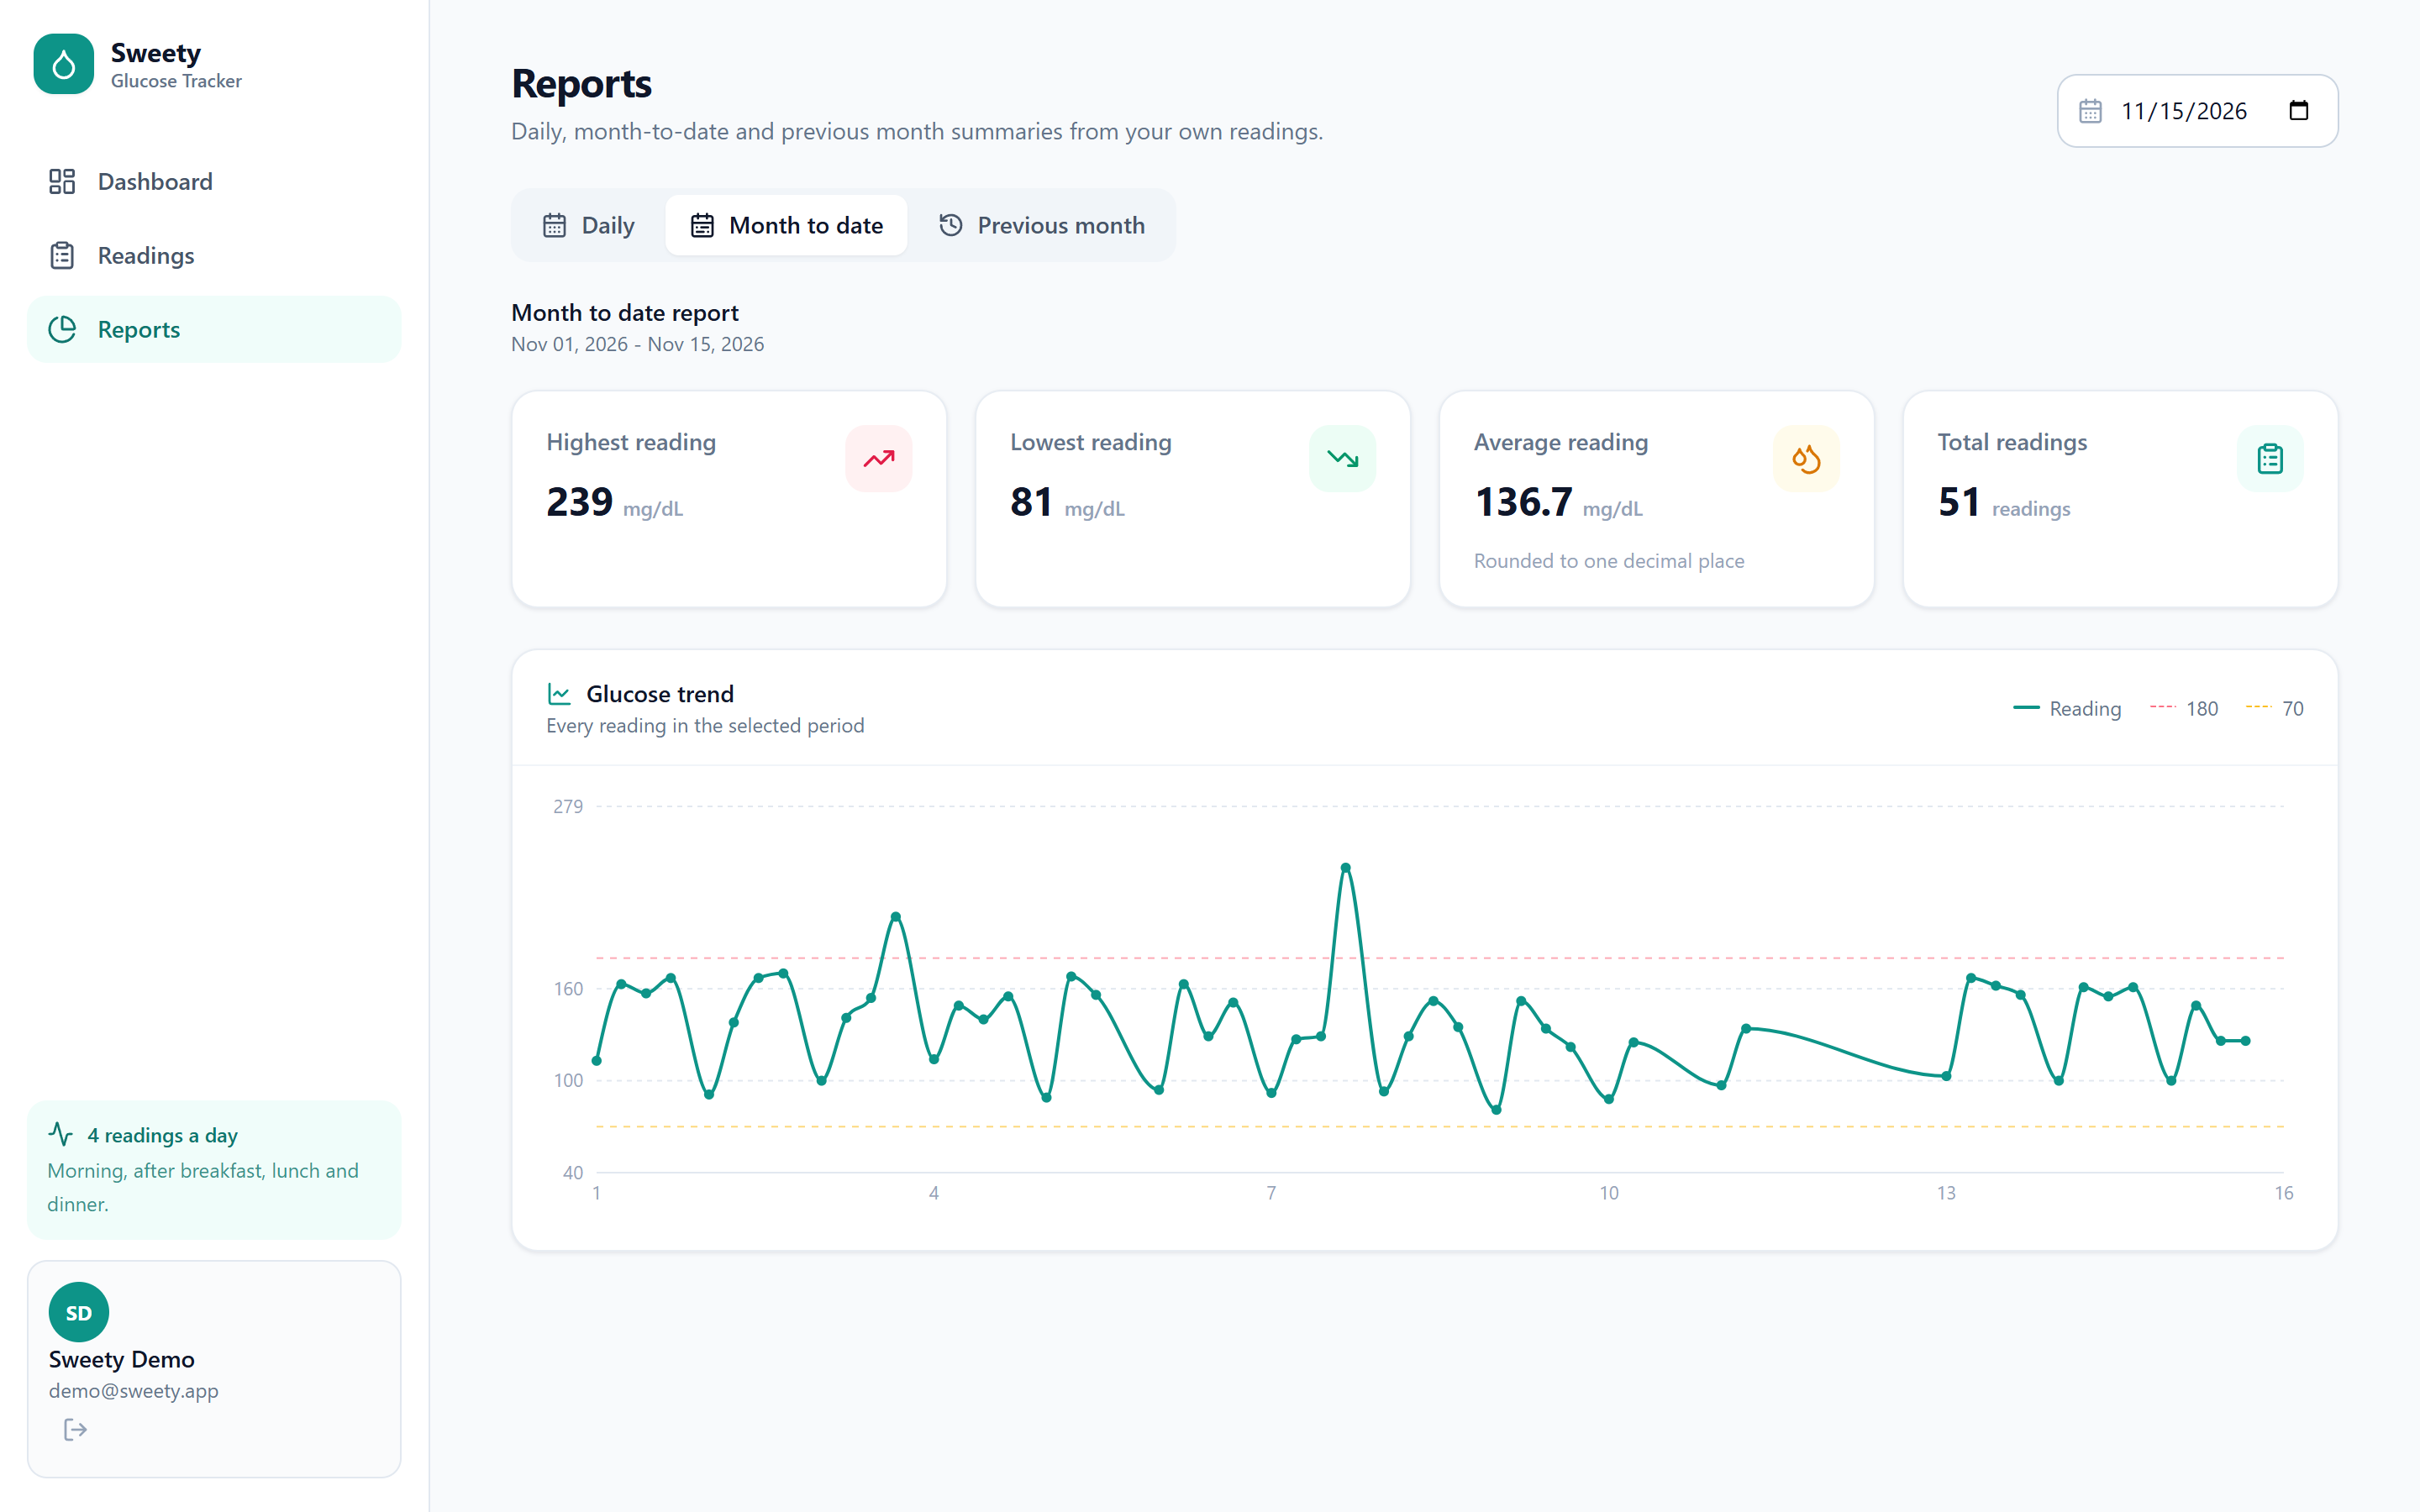 Sweety
Glucose Tracker
Dashboard
Readings
Reports
4 readings a day
Morning, after breakfast, lunch and
dinner.
SD
Sweety Demo
demo@sweety.app
Reports
Daily, month-to-date and previous month summaries from your own readings.
11/15/2026
Daily
Month to date
Previous month
Month to date report
Nov 01, 2026 - Nov 15, 2026
Highest reading
239 mg/dL
Lowest reading
81 mg/dL
Average reading
136.7 mg/dL
Rounded to one decimal place
Total readings
51 readings
Glucose trend
Every reading in the selected period
Reading 180 70
279
160
100
40
1 4 7 10 13 16